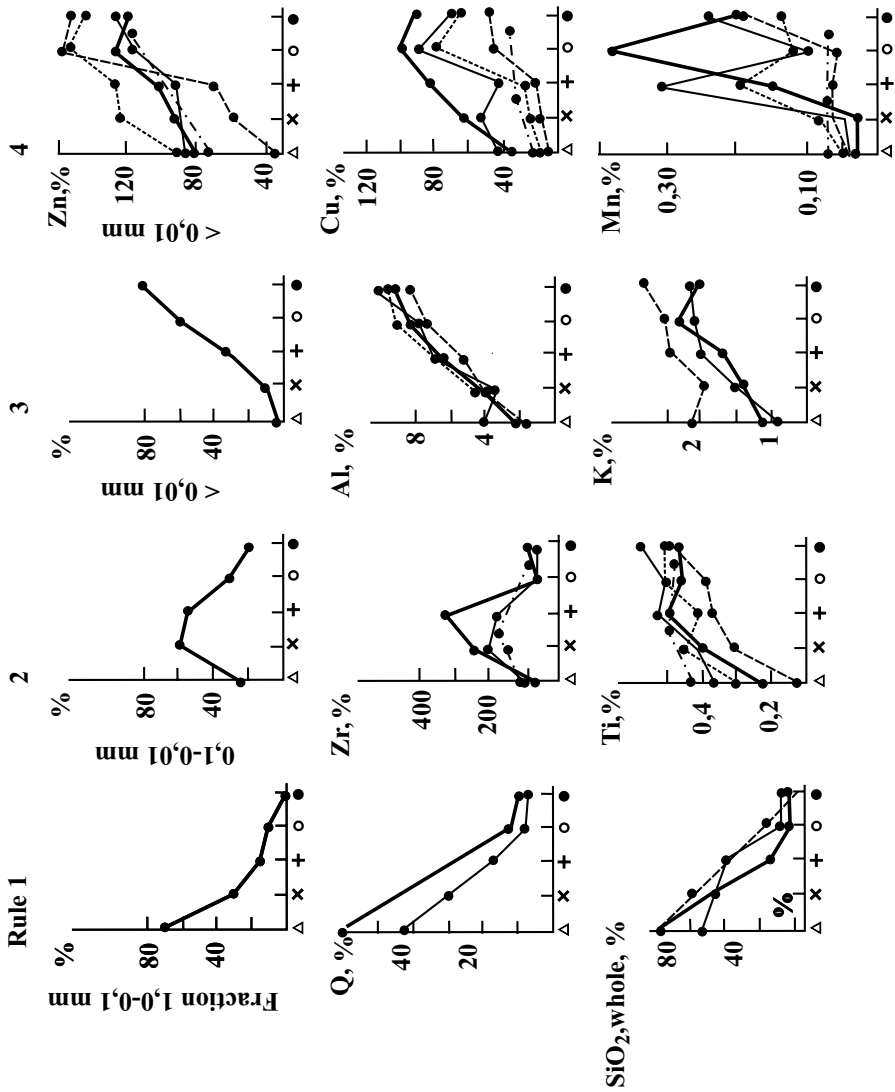 Rule 1
2
3
4
Fraction 1,0-0,1 mm
%
80
40
0,1-0,01 mm
%
80
40
< 0,01 mm
%
80
40
< 0,01 mm
Zn,%
120
80
40
Q, %
40
20
Zr, %
400
200
Al, %
8
4
Cu, %
120
80
40
SiO₂,whole, %
80
40
%
Ti,%
0,4
0,2
K,%
2
1
Mn,%
0,30
0,10